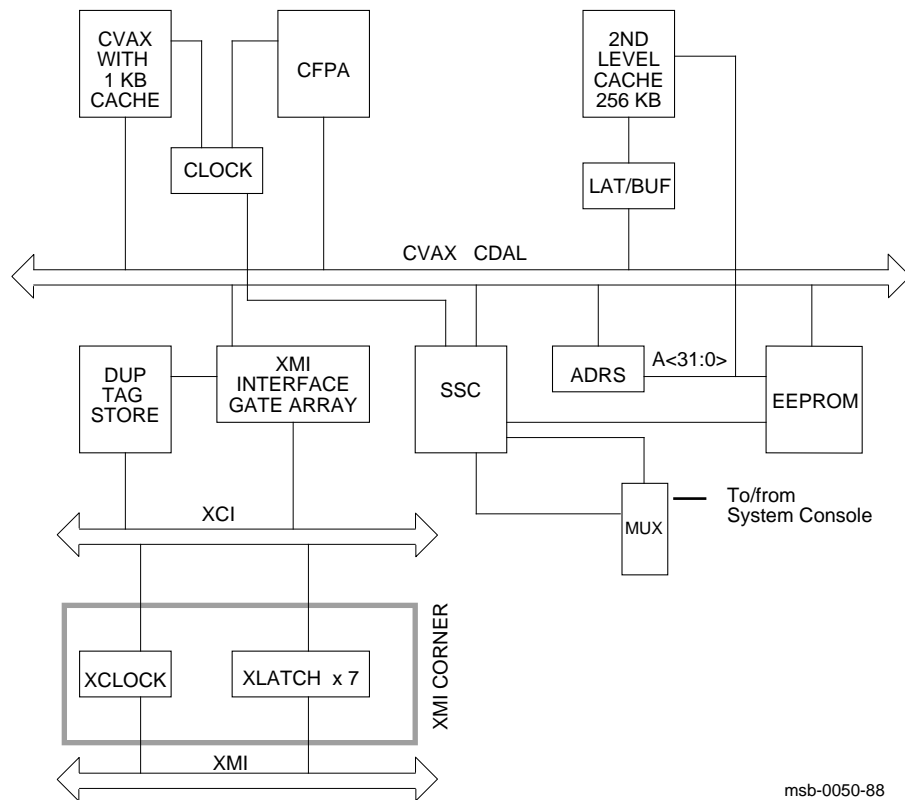 CVAX
WITH
1 KB
CACHE
CFPA
2ND
LEVEL
CACHE
256 KB
CLOCK
LAT/BUF
CVAX CDAL
DUP
TAG
STORE
XMI
INTERFACE
GATE ARRAY
SSC
ADRS
A<31:0>
EEPROM
MUX
To/from
System Console
XCI
XCLOCK
XLATCH x 7
XMI CORNER
XMI
msb-0050-88